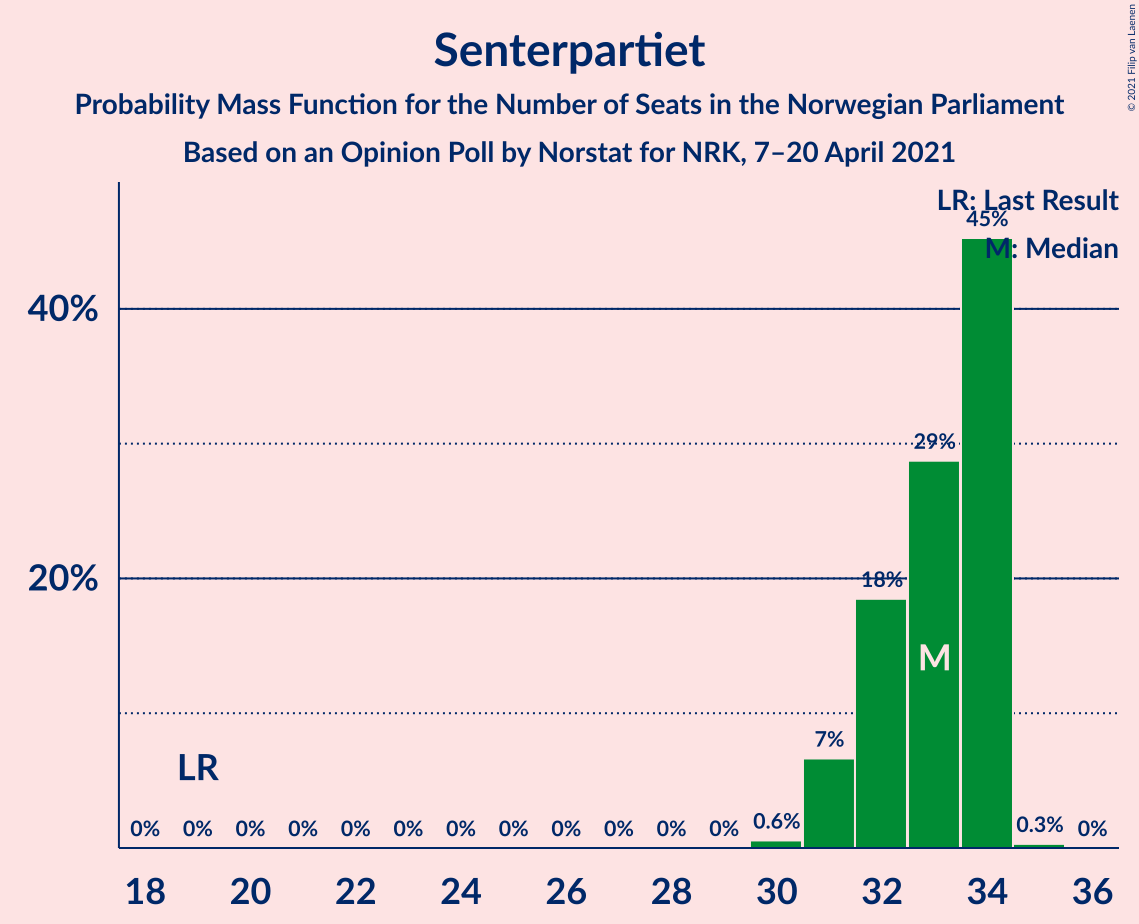 Senterpartiet
Probability Mass Function for the Number of Seats in the Norwegian Parliament
Based on an Opinion Poll by Norstat for NRK, 7–20 April 2021
© 2021 Filip van Laenen
LR: Last Result
M: Median
45%
40%
29%
20%
18%
M
7%
LR
0% 0% 0% 0% 0% 0% 0% 0% 0% 0% 0% 0% 0.6% 0.3% 0%
18 20 22 24 26 28 30 32 34 36